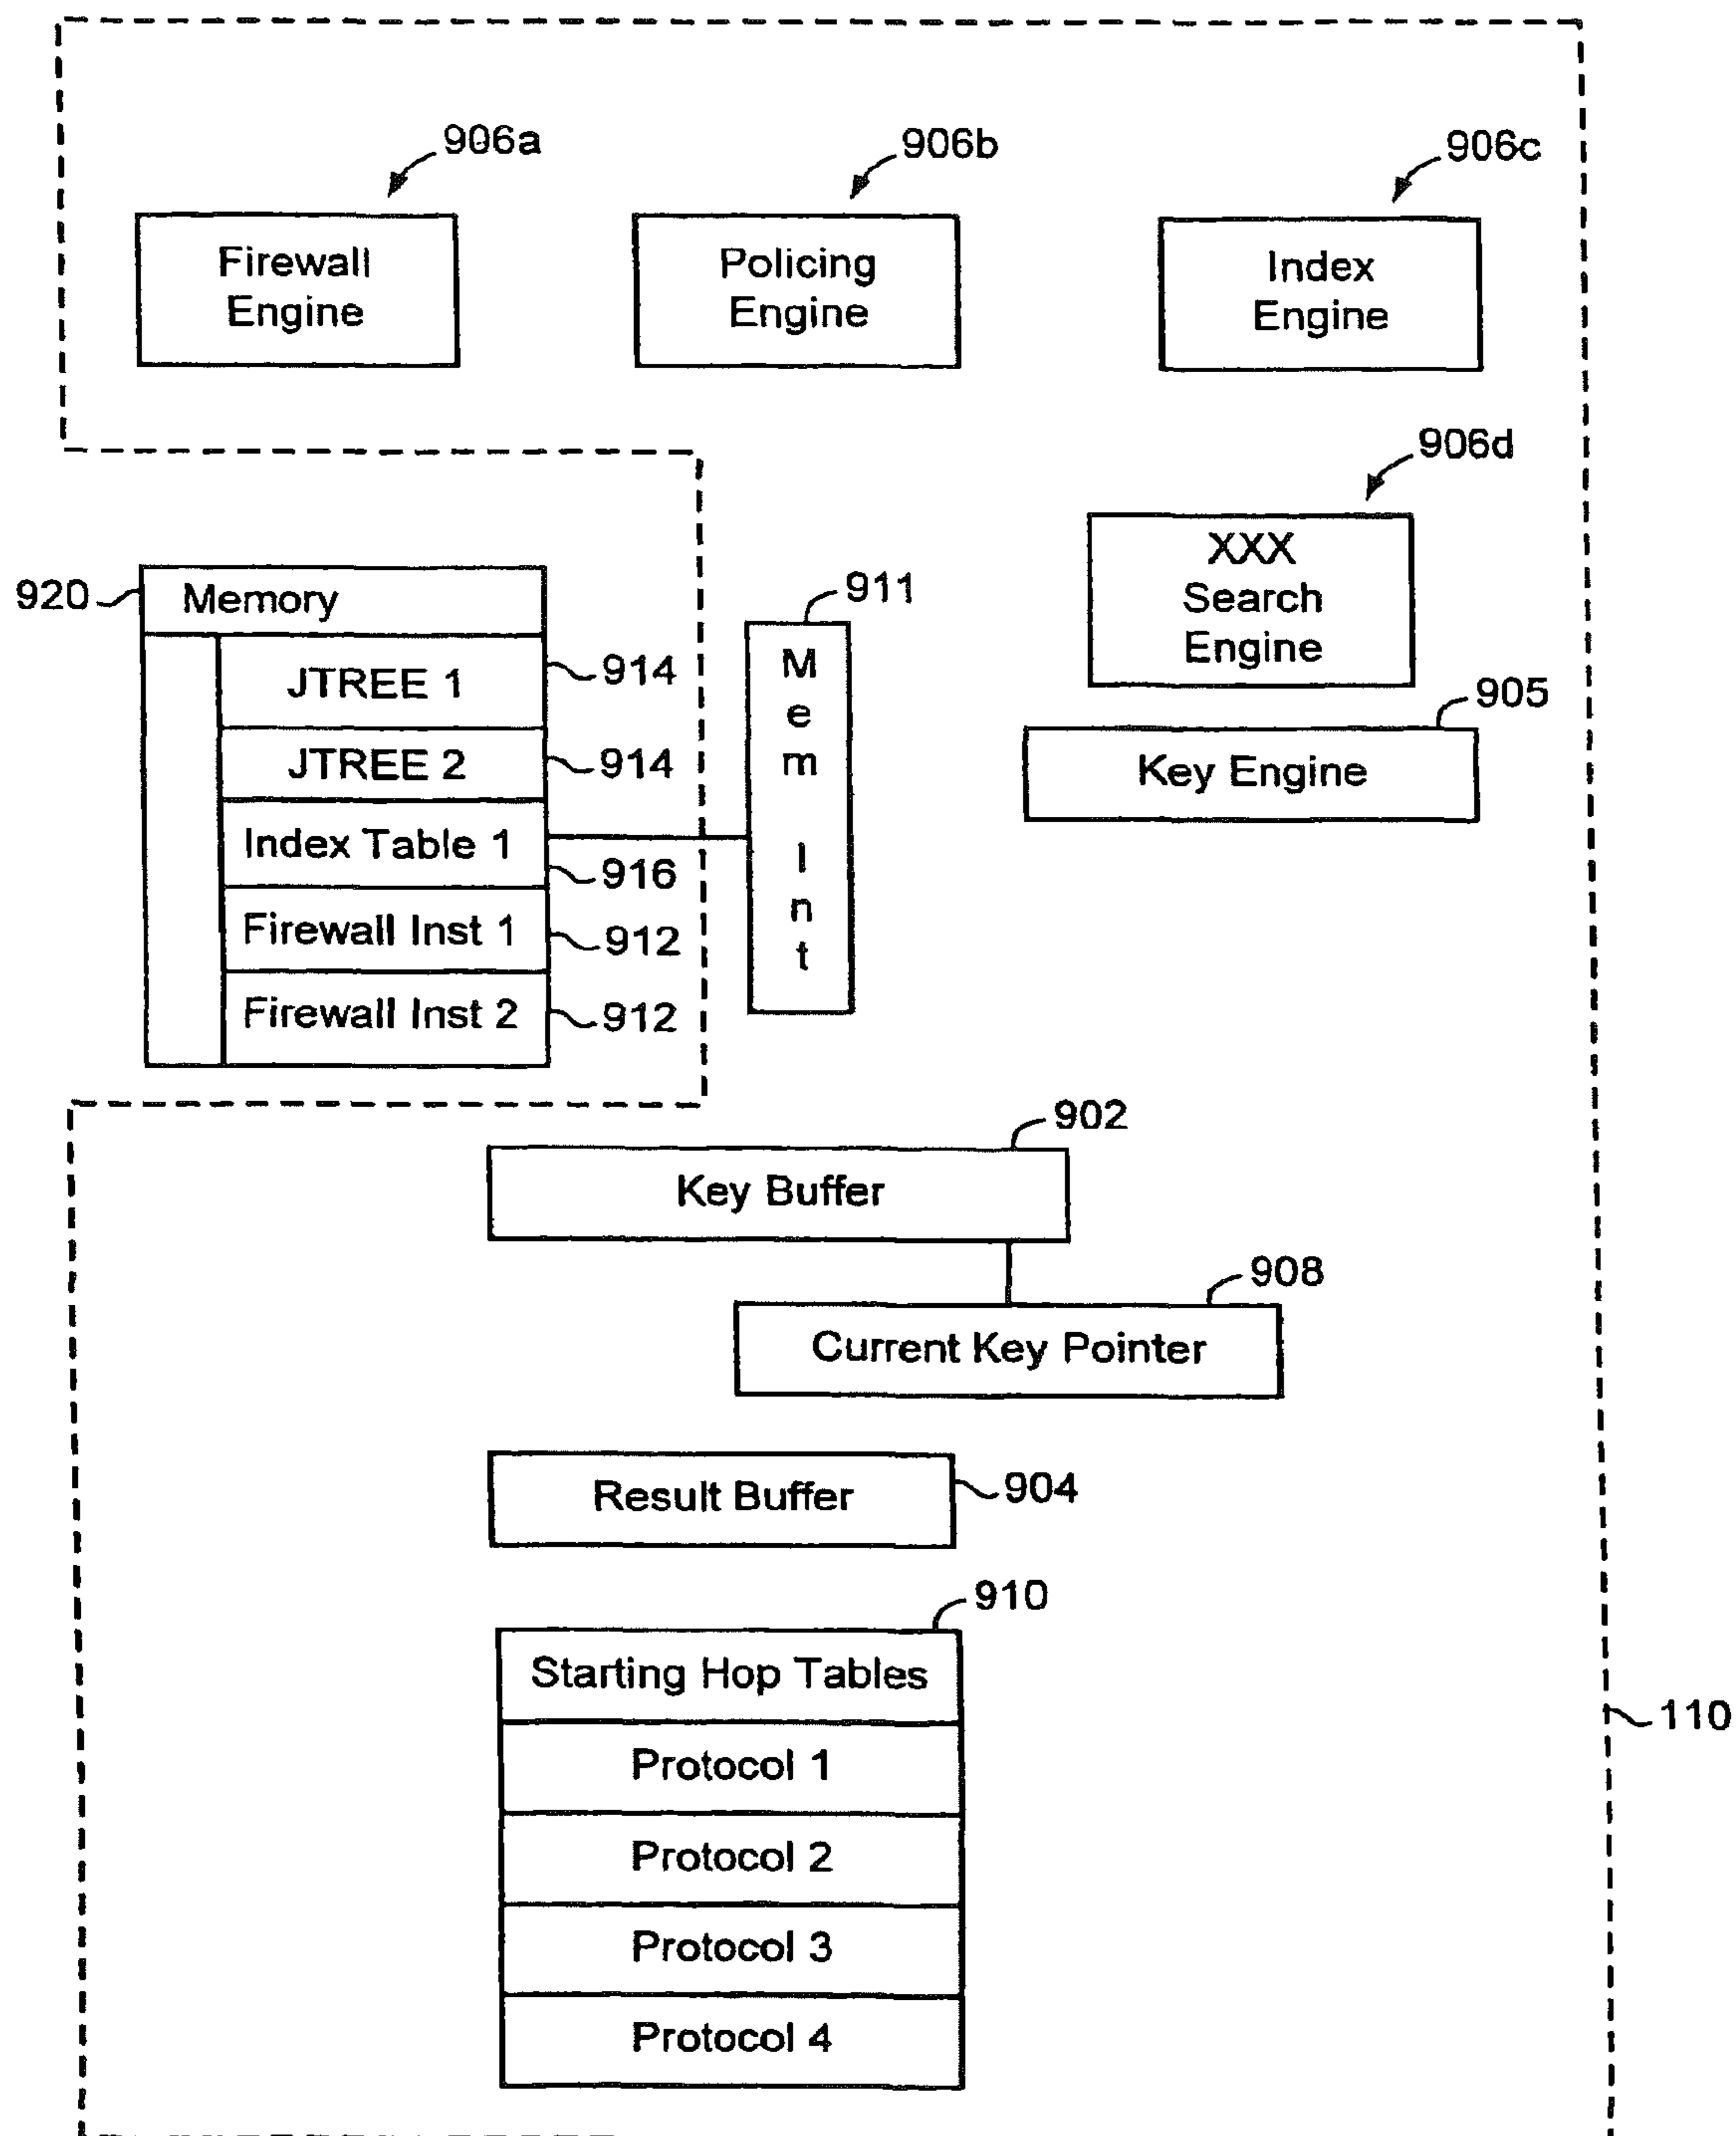 906a
906b
906c
Firewall
Engine
Policing
Engine
Index
Engine
906d
XXX
Search
Engine
920
Memory
JTREE 1
914
JTREE 2
914
Index Table 1
916
Firewall Inst 1
912
Firewall Inst 2
912
911
Mem Int
905
Key Engine
902
Key Buffer
908
Current Key Pointer
Result Buffer
904
910
Starting Hop Tables
Protocol 1
Protocol 2
Protocol 3
Protocol 4
110